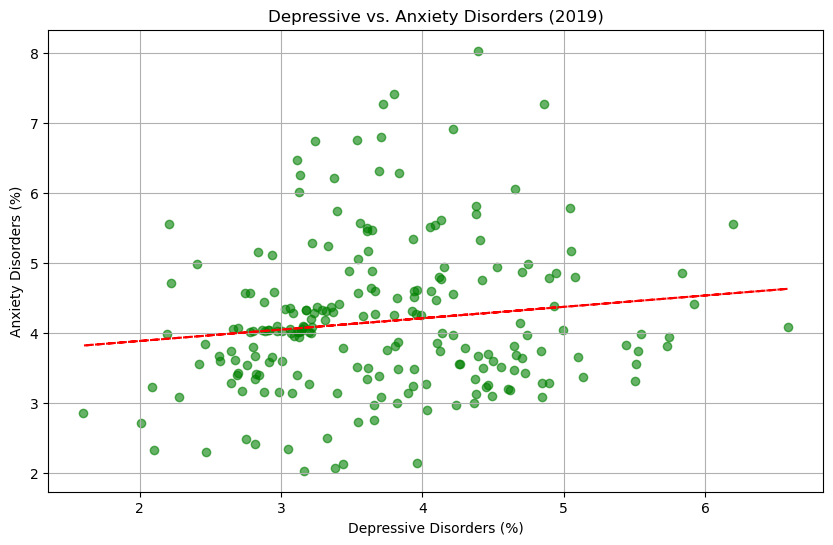 Depressive vs. Anxiety Disorders (2019)
8
7
6
5
4
3
2
Anxiety Disorders (%)
2 3 4 5 6
Depressive Disorders (%)